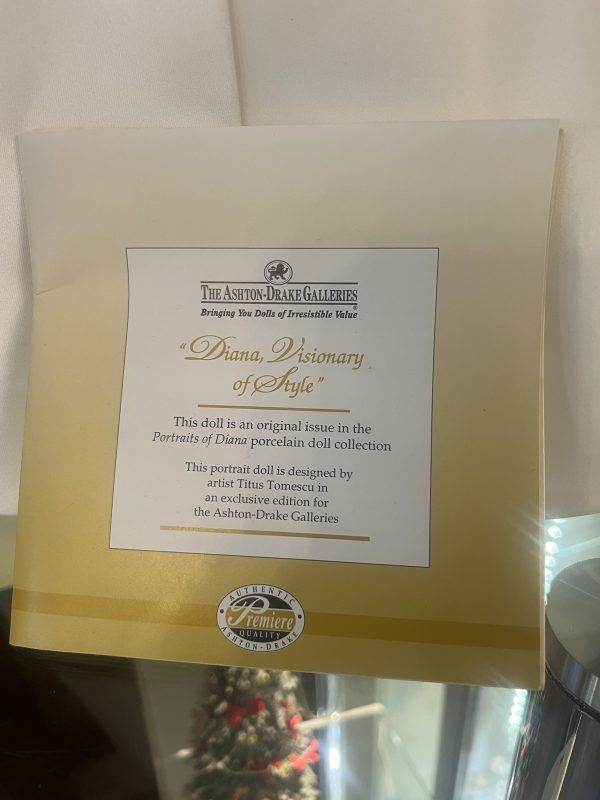 THE ASHTON-DRAKE GALLERIES
®
Bringing You Dolls of Irresistible Value
"Diana, Visionary
of Style"
This doll is an original issue in the
Portraits of Diana porcelain doll collection
This portrait doll is designed by
artist Titus Tomescu in
an exclusive edition for
the Ashton-Drake Galleries
AUTHENTIC
Premiere
QUALITY
ASHTON-DRAKE